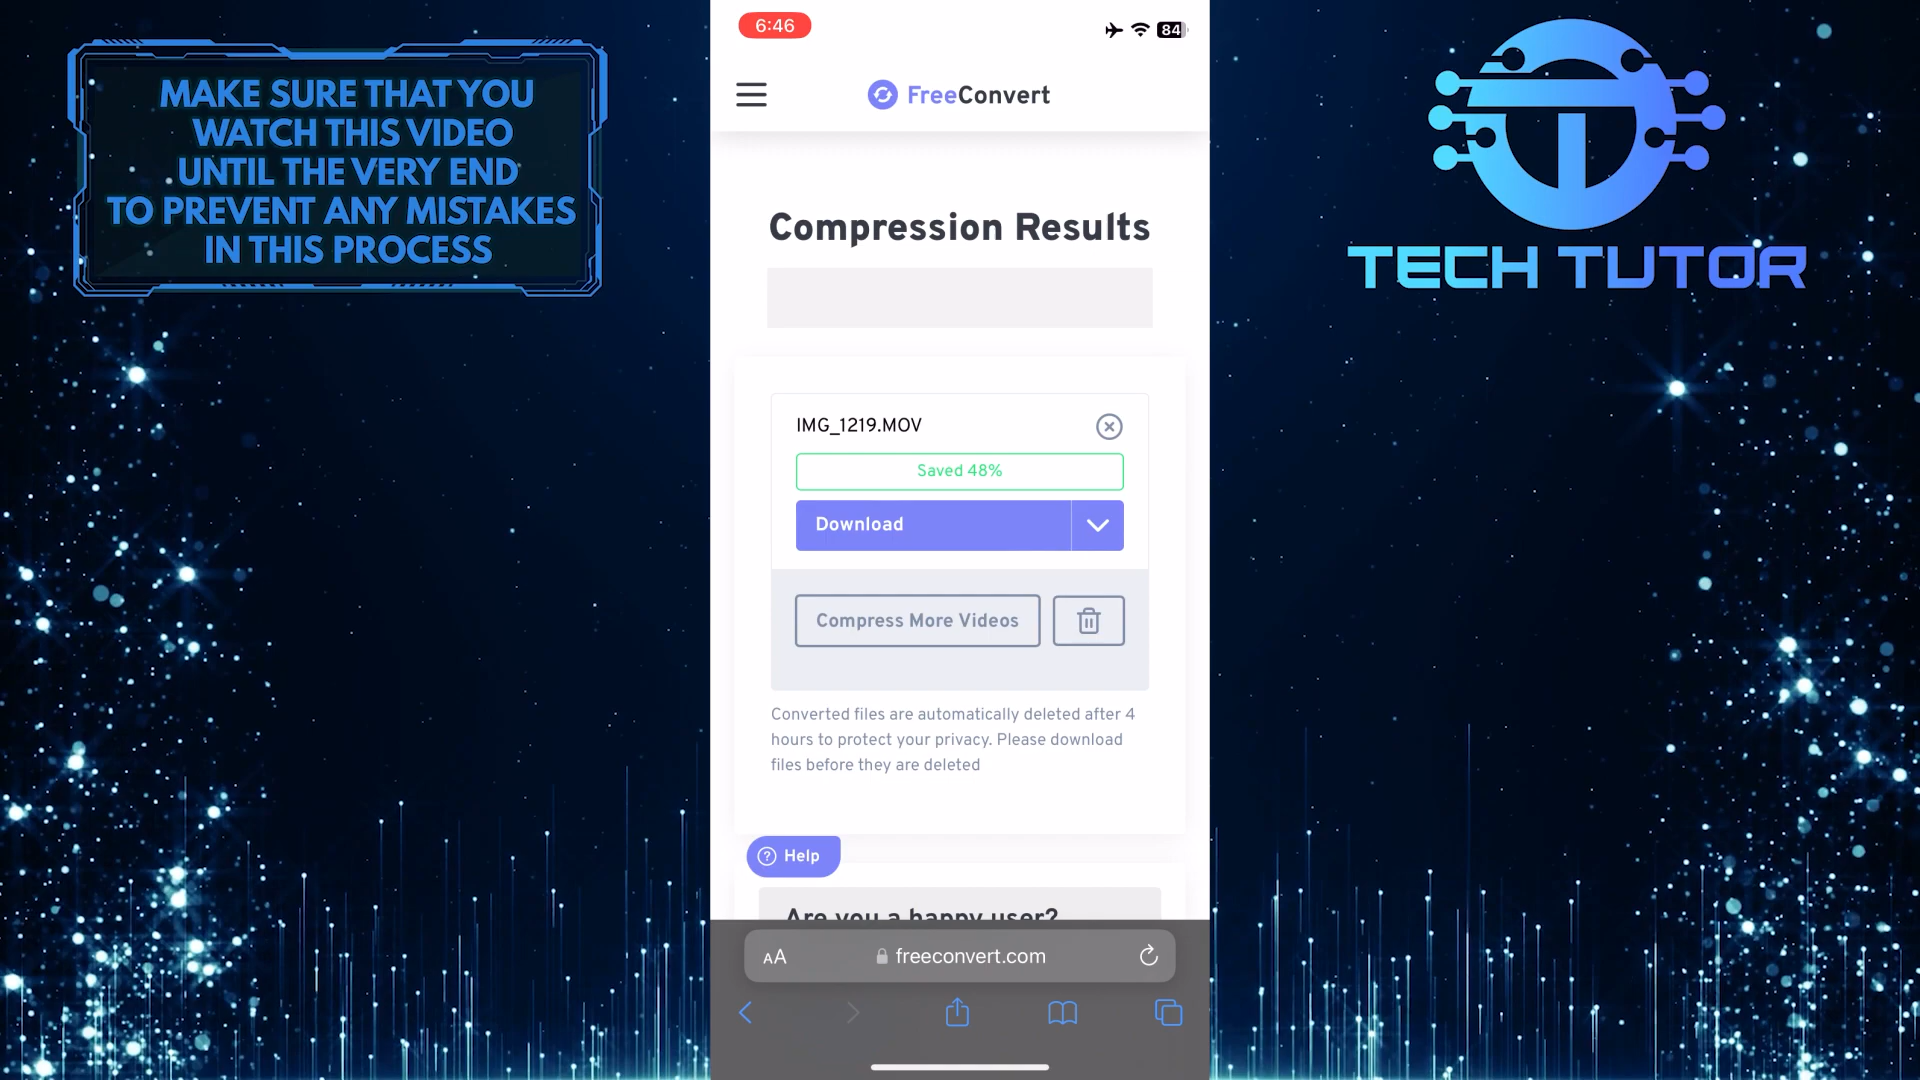 MAKE SURE THAT YOU
WATCH THIS VIDEO
UNTIL THE VERY END
TO PREVENT ANY MISTAKES
IN THIS PROCESS
6:46
84
FreeConvert
Compression Results
IMG_1219.MOV
Saved 48%
Download
Compress More Videos
Converted files are automatically deleted after 4
hours to protect your privacy. Please download
files before they are deleted
Help
Are you a happy user?
AA
freeconvert.com
TECH TUTOR